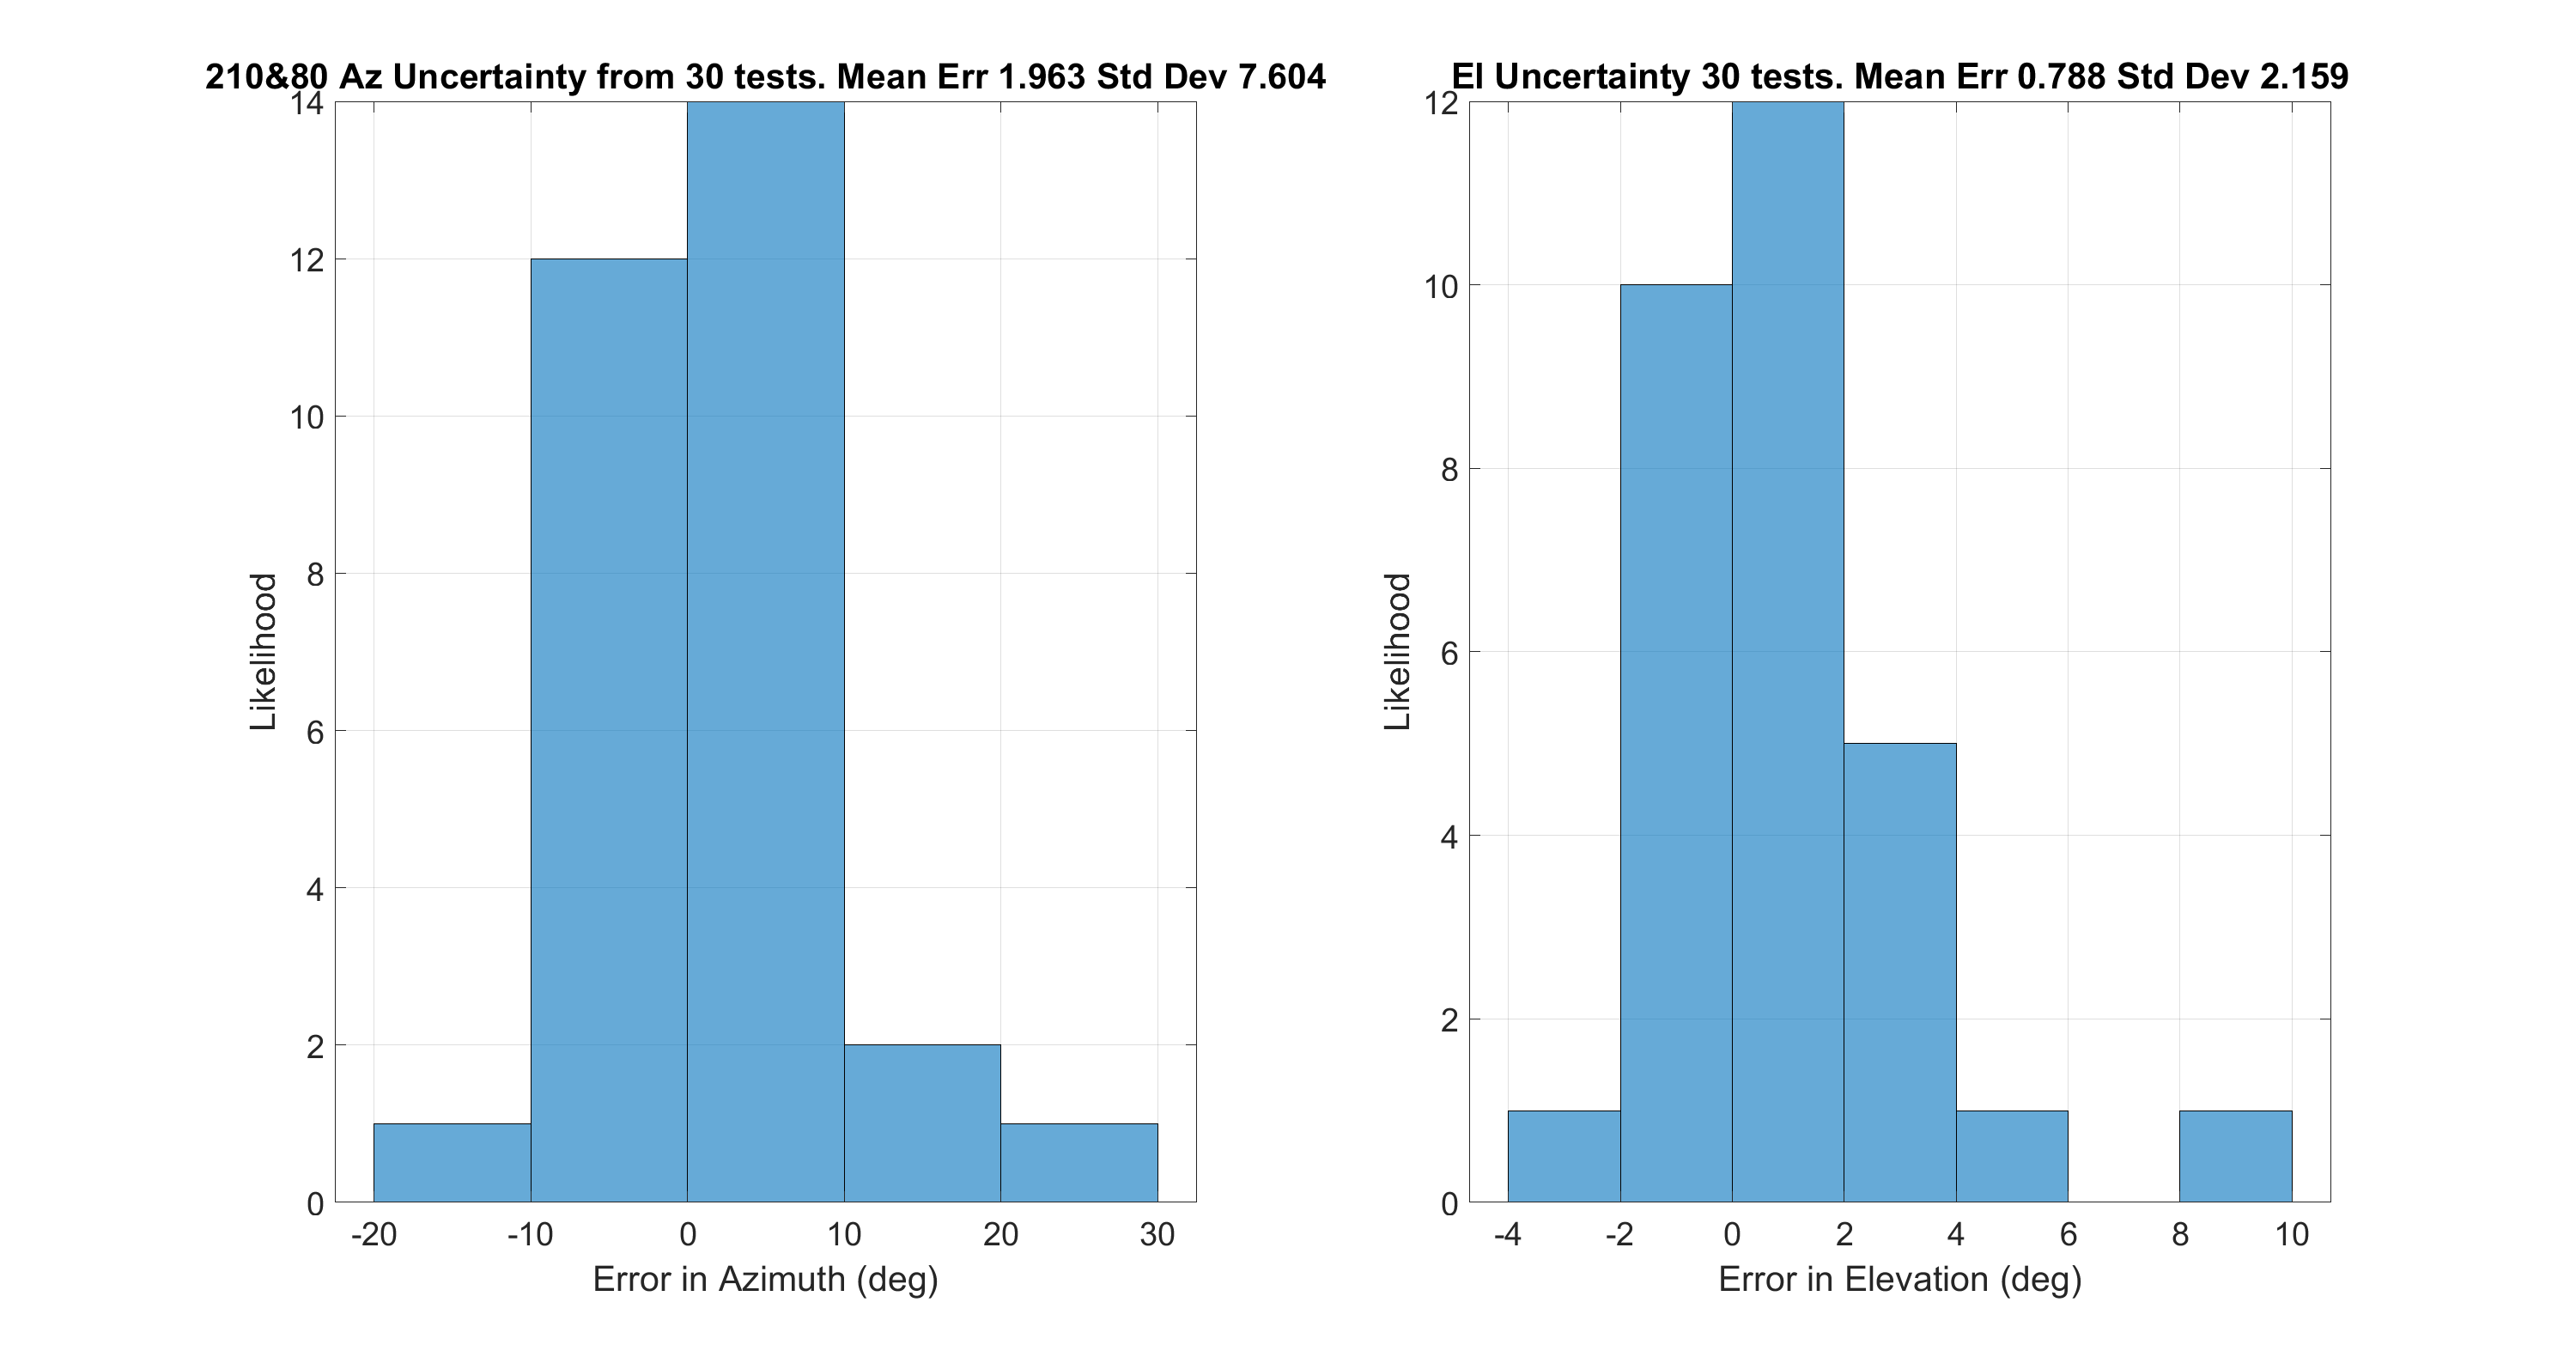 210&80 Az Uncertainty from 30 tests. Mean Err 1.963 Std Dev 7.604
14
12
10
8
6
4
2
0
Likelihood
-20 -10 0 10 20 30
Error in Azimuth (deg)
El Uncertainty 30 tests. Mean Err 0.788 Std Dev 2.159
12
10
8
6
4
2
0
Likelihood
-4 -2 0 2 4 6 8 10
Error in Elevation (deg)